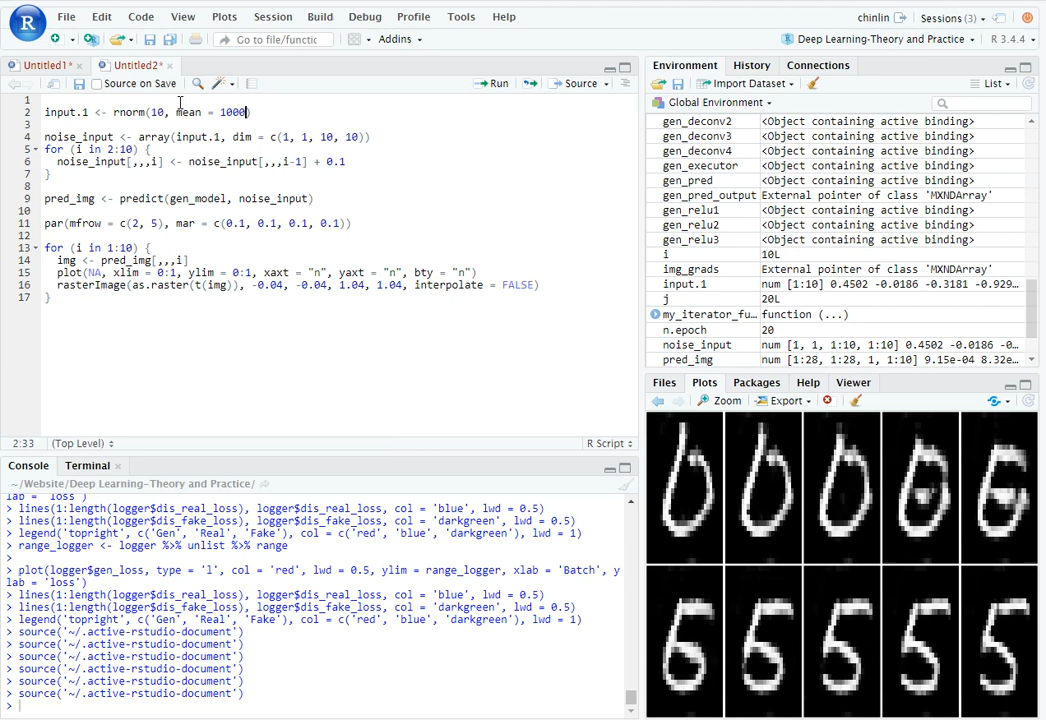 File Edit Code View Plots Session Build Debug Profile Tools Help
chinlin Sessions (3)
Go to file/functic Addins
Deep Learning-Theory and Practice R 3.4.4
Untitled1* × Untitled2* ×
Source on Save Run Source
1
2 input.1 <- rnorm(10, mean = 1000)
3
4 noise_input <- array(input.1, dim = c(1, 1, 10, 10))
5 for (i in 2:10) {
6 noise_input[,,,i] <- noise_input[,,,i-1] + 0.1
7 }
8
9 pred_img <- predict(gen_model, noise_input)
10
11 par(mfrow = c(2, 5), mar = c(0.1, 0.1, 0.1, 0.1))
12
13 for (i in 1:10) {
14 img <- pred_img[,,,i]
15 plot(NA, xlim = 0:1, ylim = 0:1, xaxt = "n", yaxt = "n", bty = "n")
16 rasterImage(as.raster(t(img)), -0.04, -0.04, 1.04, 1.04, interpolate = FALSE)
17 }
2:33 (Top Level) R Script
Console Terminal ×
~/Website/Deep Learning-Theory and Practice/
lab = 'loss')
> lines(1:length(logger$dis_real_loss), logger$dis_real_loss, col = 'blue', lwd = 0.5)
> lines(1:length(logger$dis_fake_loss), logger$dis_fake_loss, col = 'darkgreen', lwd = 0.5)
> legend('topright', c('Gen', 'Real', 'Fake'), col = c('red', 'blue', 'darkgreen'), lwd = 1)
> range_logger <- logger %>% unlist %>% range
>
> plot(logger$gen_loss, type = 'l', col = 'red', lwd = 0.5, ylim = range_logger, xlab = 'Batch', y
lab = 'loss')
> lines(1:length(logger$dis_real_loss), logger$dis_real_loss, col = 'blue', lwd = 0.5)
> lines(1:length(logger$dis_fake_loss), logger$dis_fake_loss, col = 'darkgreen', lwd = 0.5)
> legend('topright', c('Gen', 'Real', 'Fake'), col = c('red', 'blue', 'darkgreen'), lwd = 1)
> source('~/.active-rstudio-document')
> source('~/.active-rstudio-document')
> source('~/.active-rstudio-document')
> source('~/.active-rstudio-document')
> source('~/.active-rstudio-document')
> source('~/.active-rstudio-document')
>
Environment History Connections
Import Dataset List
Global Environment
gen_deconv2 <Object containing active binding>
gen_deconv3 <Object containing active binding>
gen_deconv4 <Object containing active binding>
gen_executor <Object containing active binding>
gen_pred <Object containing active binding>
gen_pred_output External pointer of class 'MXNDArray'
gen_relu1 <Object containing active binding>
gen_relu2 <Object containing active binding>
gen_relu3 <Object containing active binding>
i 10L
img_grads External pointer of class 'MXNDArray'
input.1 num [1:10] 0.4502 -0.0186 -0.3181 -0.929…
j 20L
my_iterator_fu… function (...)
n.epoch 20
noise_input num [1, 1, 1:10, 1:10] 0.4502 -0.0186 -0…
pred_img num [1:28, 1:28, 1, 1:10] 9.15e-04 8.32e…
Files Plots Packages Help Viewer
Zoom Export